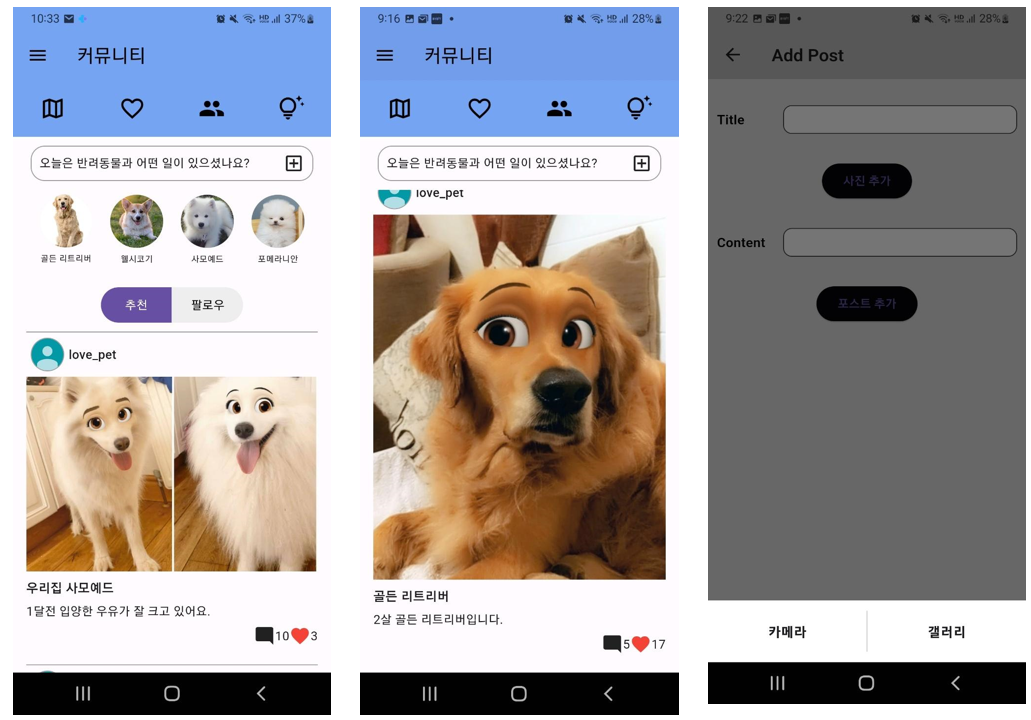 10:33
HD
37%
커뮤니티
오늘은 반려동물과 어떤 일이 있으셨나요?
골든 리트리버
웰시코기
사모예드
포메라니안
추천
팔로우
love_pet
우리집 사모예드
1달전 입양한 우유가 잘 크고 있어요.
10
3
9:16
HD
28%
커뮤니티
오늘은 반려동물과 어떤 일이 있으셨나요?
love_pet
골든 리트리버
2살 골든 리트리버입니다.
5
17
9:22
HD
28%
Add Post
Title
사진 추가
Content
포스트 추가
카메라
갤러리